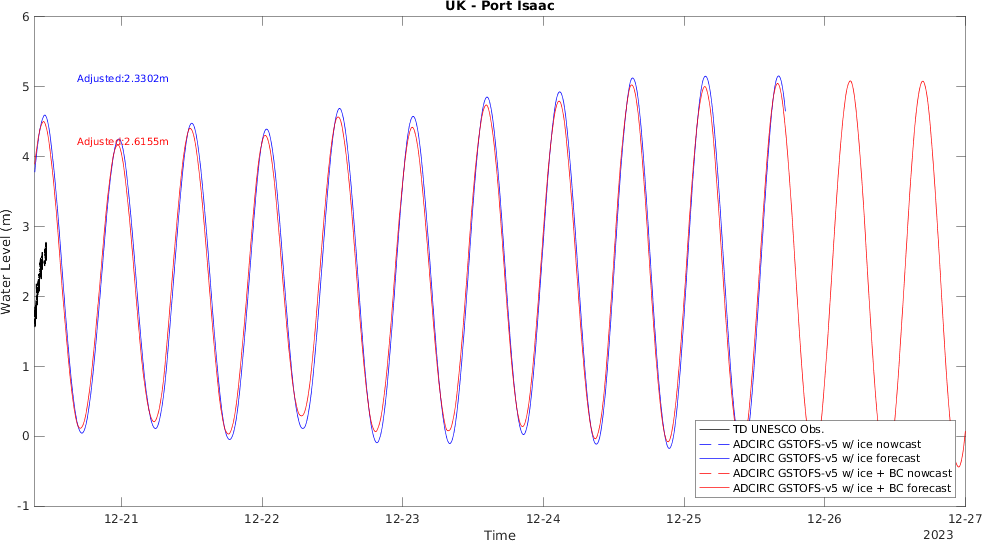 UK - Port Isaac
6
5
4
3
2
1
0
-1
Water Level (m)
Adjusted:2.3302m
Adjusted:2.6155m
TD UNESCO Obs.
ADCIRC GSTOFS-v5 w/ ice nowcast
ADCIRC GSTOFS-v5 w/ ice forecast
ADCIRC GSTOFS-v5 w/ ice + BC nowcast
ADCIRC GSTOFS-v5 w/ ice + BC forecast
12-21 12-22 12-23 12-24 12-25 12-26 12-27
Time
2023